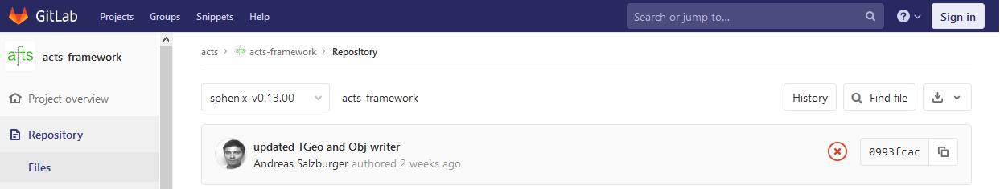 GitLab Projects Groups Snippets Help Search or jump to... Sign in
acts-framework
acts > acts-framework > Repository
Project overview
sphenix-v0.13.00 acts-framework History Find file
Repository
updated TGeo and Obj writer
Andreas Salzburger authored 2 weeks ago
0993fcac
Files